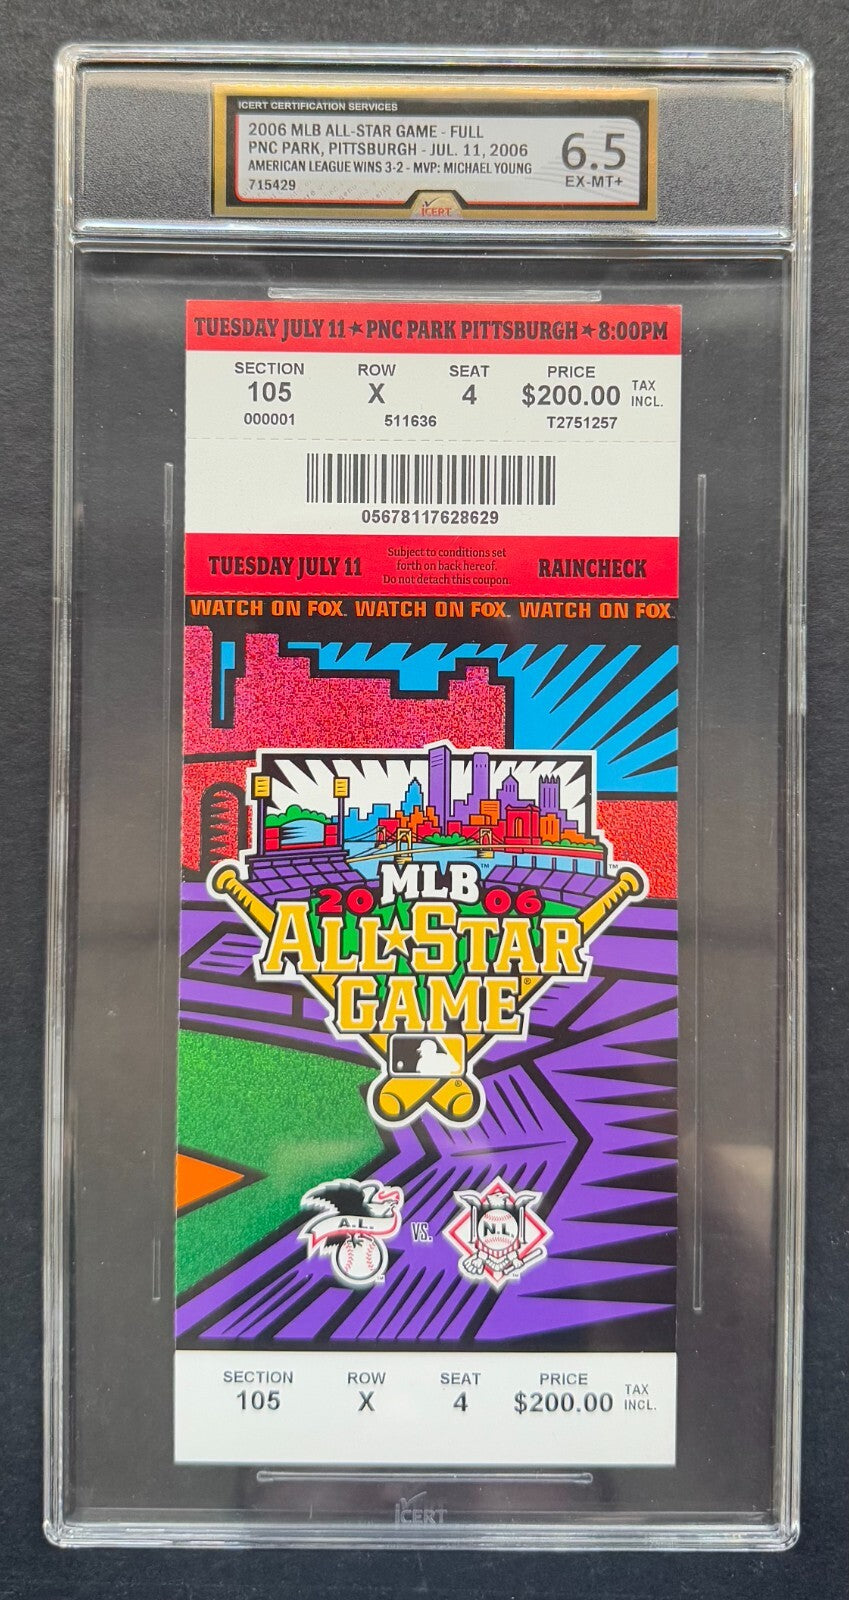 ICERT CERTIFICATION SERVICES
2006 MLB ALL-STAR GAME - FULL
PNC PARK, PITTSBURGH - JUL. 11, 2006
AMERICAN LEAGUE WINS 3-2 - MVP: MICHAEL YOUNG
715429
6.5
EX-MT+
ICERT
TUESDAY JULY 11 ★ PNC PARK PITTSBURGH ★ 8:00PM
SECTION ROW SEAT PRICE
105 X 4 $200.00 TAX INCL.
000001 511636 T2751257
05678117628629
TUESDAY JULY 11
Subject to conditions set
forth on back hereof.
Do not detach this coupon.
RAINCHECK
WATCH ON FOX. WATCH ON FOX. WATCH ON FOX.
MLB
2006
ALL★STAR
GAME
A.L. VS. N.L.
SECTION ROW SEAT PRICE
105 X 4 $200.00 TAX INCL.
ICERT